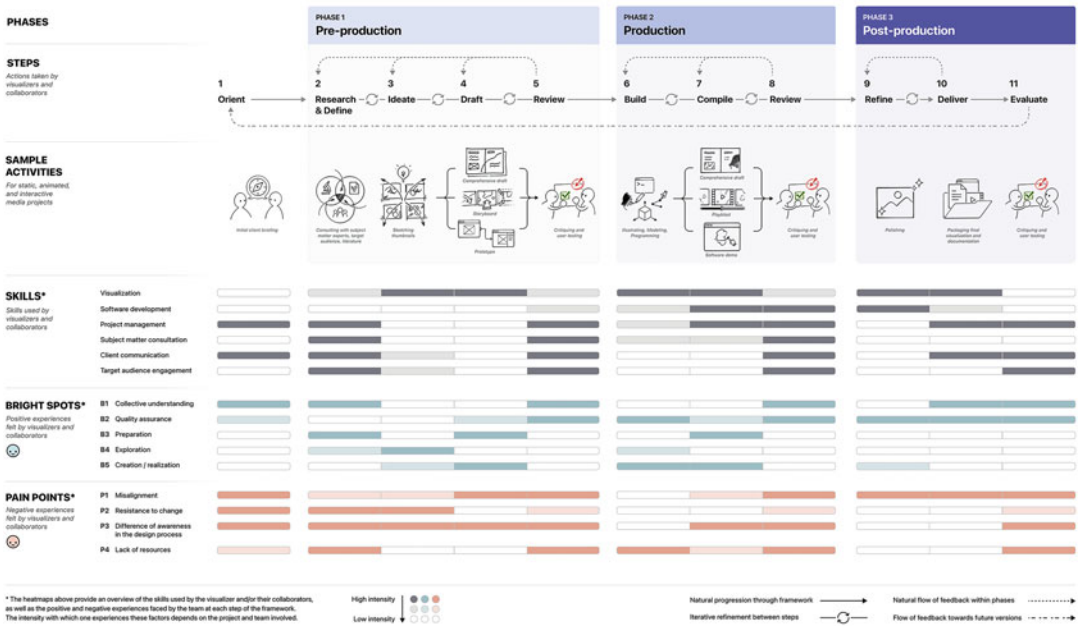 PHASES
PHASE 1
Pre-production
PHASE 2
Production
PHASE 3
Post-production
STEPS
Actions taken by
visualizers and
collaborators
1
Orient
2
Research
& Define
3
Ideate
4
Draft
5
Review
6
Build
7
Compile
8
Review
9
Refine
10
Deliver
11
Evaluate
SAMPLE
ACTIVITIES
For static, animated,
and interactive
media projects
Initial client briefing
Consulting with subject
matter experts, target
audience, literature
Sketching
thumbnails
Comprehensive draft
Storyboard
Prototype
Critiquing and
user testing
Illustrating, Modeling,
Programming
Comprehensive draft
Playblast
Software demo
Critiquing and
user testing
Polishing
Packaging final
visualization and
documentation
Critiquing and
user testing
SKILLS*
Skills used by
visualizers and
collaborators
Visualization
Software development
Project management
Subject matter consultation
Client communication
Target audience engagement
BRIGHT SPOTS*
Positive experiences
felt by visualizers and
collaborators
B1 Collective understanding
B2 Quality assurance
B3 Preparation
B4 Exploration
B5 Creation / realization
PAIN POINTS*
Negative experiences
felt by visualizers and
collaborators
P1 Misalignment
P2 Resistance to change
P3 Difference of awareness
in the design process
P4 Lack of resources
* The heatmaps above provide an overview of the skills used by the visualizer and/or their collaborators,
as well as the positive and negative experiences faced by the team at each step of the framework.
The intensity with which one experiences these factors depends on the project and team involved.
High intensity
Low intensity
Natural progression through framework
Iterative refinement between steps
Natural flow of feedback within phases
Flow of feedback towards future versions